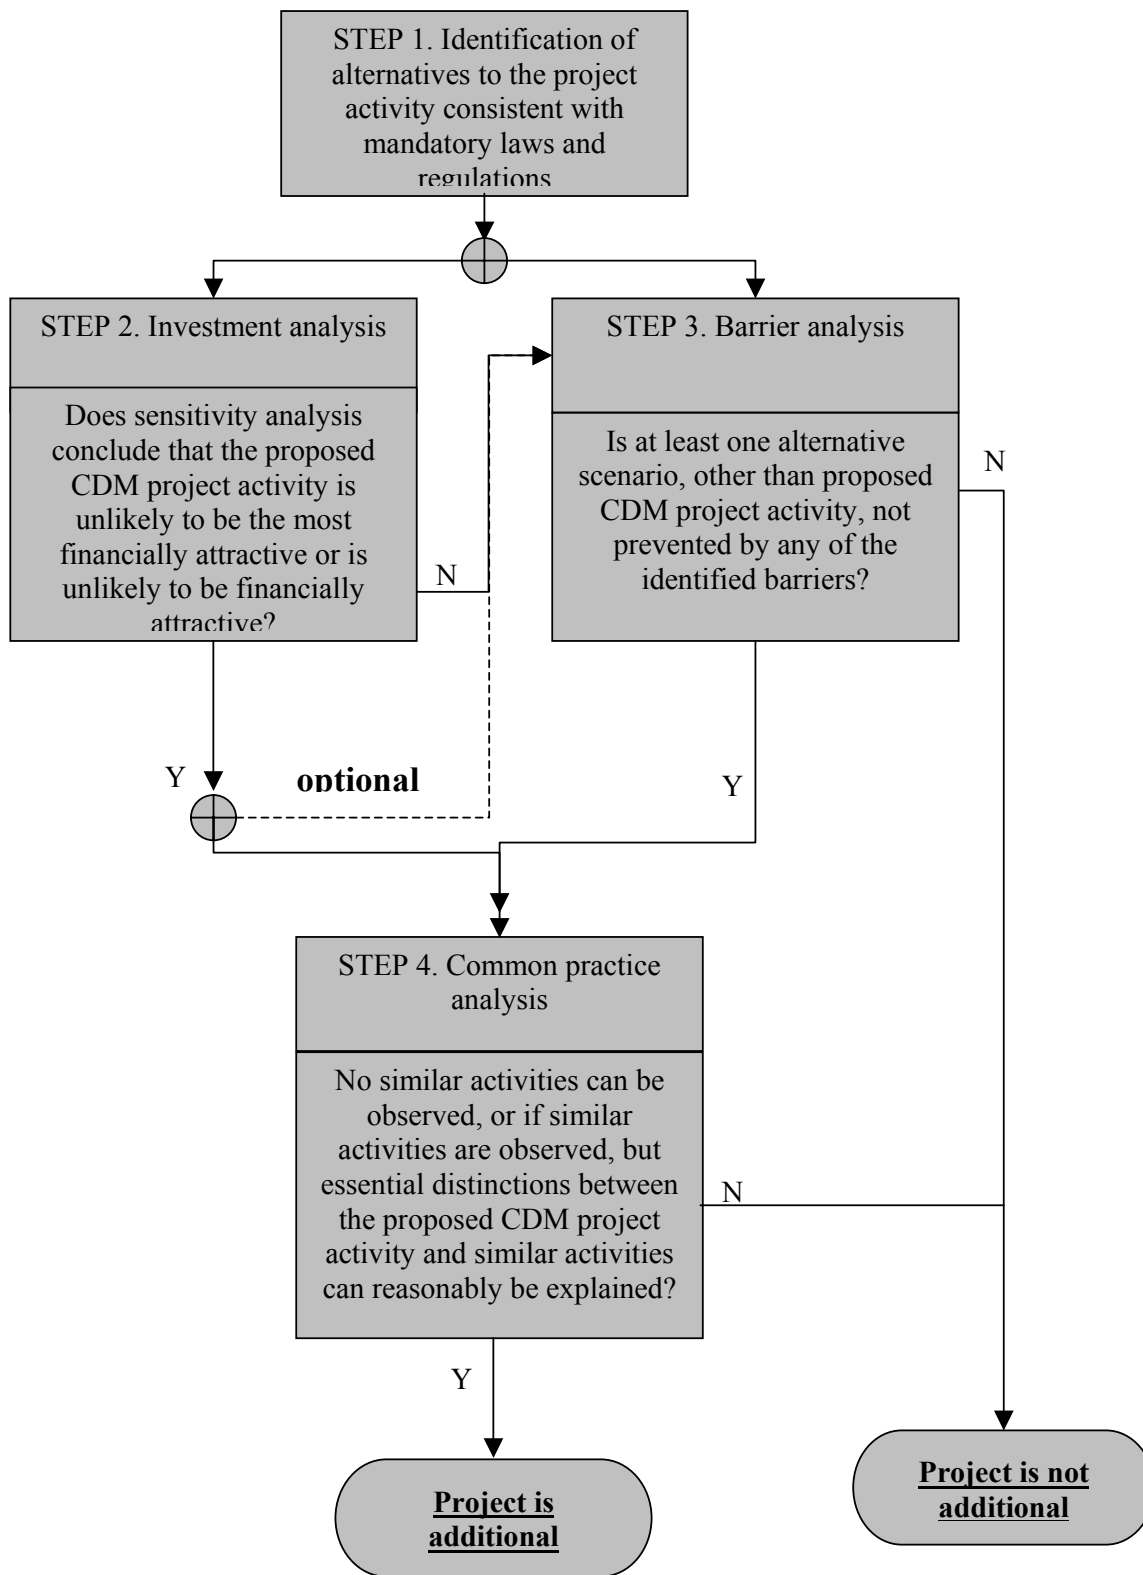 STEP 1. Identification of
alternatives to the project
activity consistent with
mandatory laws and
regulations
STEP 2. Investment analysis
Does sensitivity analysis
conclude that the proposed
CDM project activity is
unlikely to be the most
financially attractive or is
unlikely to be financially
attractive?
N
Y
optional
STEP 3. Barrier analysis
Is at least one alternative
scenario, other than proposed
CDM project activity, not
prevented by any of the
identified barriers?
N
Y
STEP 4. Common practice
analysis
No similar activities can be
observed, or if similar
activities are observed, but
essential distinctions between
the proposed CDM project
activity and similar activities
can reasonably be explained?
N
Y
Project is
additional
Project is not
additional